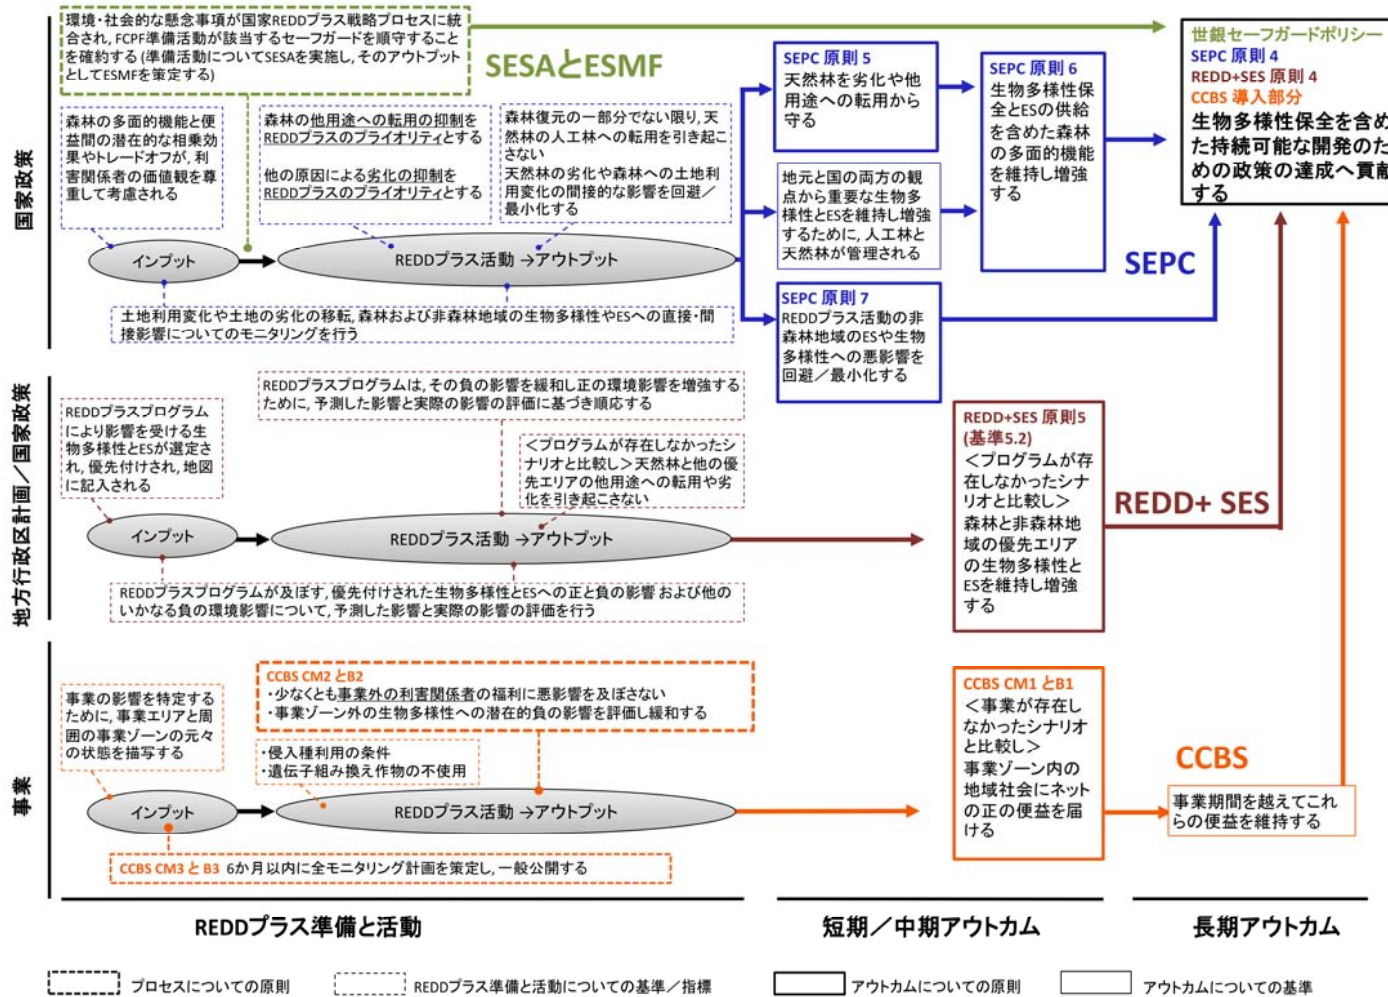 環境・社会的な懸念事項が国家REDDプラス戦略プロセスに統
合され, FCPF準備活動が該当するセーフガードを順守すること
を確約する (準備活動についてSESAを実施し, そのアウトプット
としてESMFを策定する)
SESAとESMF
世銀セーフガードポリシー
SEPC 原則 4
REDD+SES 原則 4
CCBS 導入部分
生物多様性保全を含め
た持続可能な開発のた
めの政策の達成へ貢献
する
国家政策
森林の多面的機能と便
益間の潜在的な相乗効
果やトレードオフが, 利
害関係者の価値観を尊
重して考慮される
森林の他用途への転用の抑制を
REDDプラスのプライオリティとする
他の原因による劣化の抑制を
REDDプラスのプライオリティとする
森林復元の一部分でない限り, 天
然林の人工林への転用を引き起こ
さない
天然林の劣化や森林への土地利
用変化の間接的な影響を回避／
最小化する
SEPC 原則 5
天然林を劣化や他
用途への転用から
守る
地元と国の両方の観
点から重要な生物多
様性とESを維持し増強
するために, 人工林と
天然林が管理される
SEPC 原則 6
生物多様性保
全とESの供給
を含めた森林
の多面的機能
を維持し増強
する
インプット
REDDプラス活動 →アウトプット
SEPC
土地利用変化や土地の劣化の移転, 森林および非森林地域の生物多様性やESへの直接・間
接影響についてのモニタリングを行う
SEPC 原則 7
REDDプラス活動の非
森林地域のESや生物
多様性への悪影響を
回避／最小化する
地方行政区計画／国家政策
REDDプラスプログラム
により影響を受ける生
物多様性とESが選定さ
れ, 優先付けされ, 地図
に記入される
REDDプラスプログラムは, その負の影響を緩和し正の環境影響を増強する
ために, 予測した影響と実際の影響の評価に基づき順応する
＜プログラムが存在しなかったシ
ナリオと比較し＞天然林と他の優
先エリアの他用途への転用や劣
化を引き起こさない
インプット
REDDプラス活動 →アウトプット
REDD+SES 原則5
(基準5.2)
＜プログラムが存
在しなかったシナ
リオと比較し＞
森林と非森林地
域の優先エリア
の生物多様性と
ESを維持し増強
する
REDD+ SES
REDDプラスプログラムが及ぼす, 優先付けされた生物多様性とESへの正と負の影響 および他の
いかなる負の環境影響について, 予測した影響と実際の影響の評価を行う
事業
事業の影響を特定する
ために, 事業エリアと周
囲の事業ゾーンの元々
の状態を描写する
CCBS CM2 とB2
・少なくとも事業外の利害関係者の福利に悪影響を及ぼさない
・事業ゾーン外の生物多様性への潜在的負の影響を評価し緩和する
・侵入種利用の条件
・遺伝子組み換え作物の不使用
インプット
REDDプラス活動 →アウトプット
CCBS CM3 と B3 6か月以内に全モニタリング計画を策定し, 一般公開する
CCBS CM1 とB1
＜事業が存在し
なかったシナリオ
と比較し＞
事業ゾーン内の
地域社会にネット
の正の便益を届
ける
CCBS
事業期間を越えてこれ
らの便益を維持する
REDDプラス準備と活動
短期／中期アウトカム
長期アウトカム
プロセスについての原則
REDDプラス準備と活動についての基準／指標
アウトカムについての原則
アウトカムについての基準